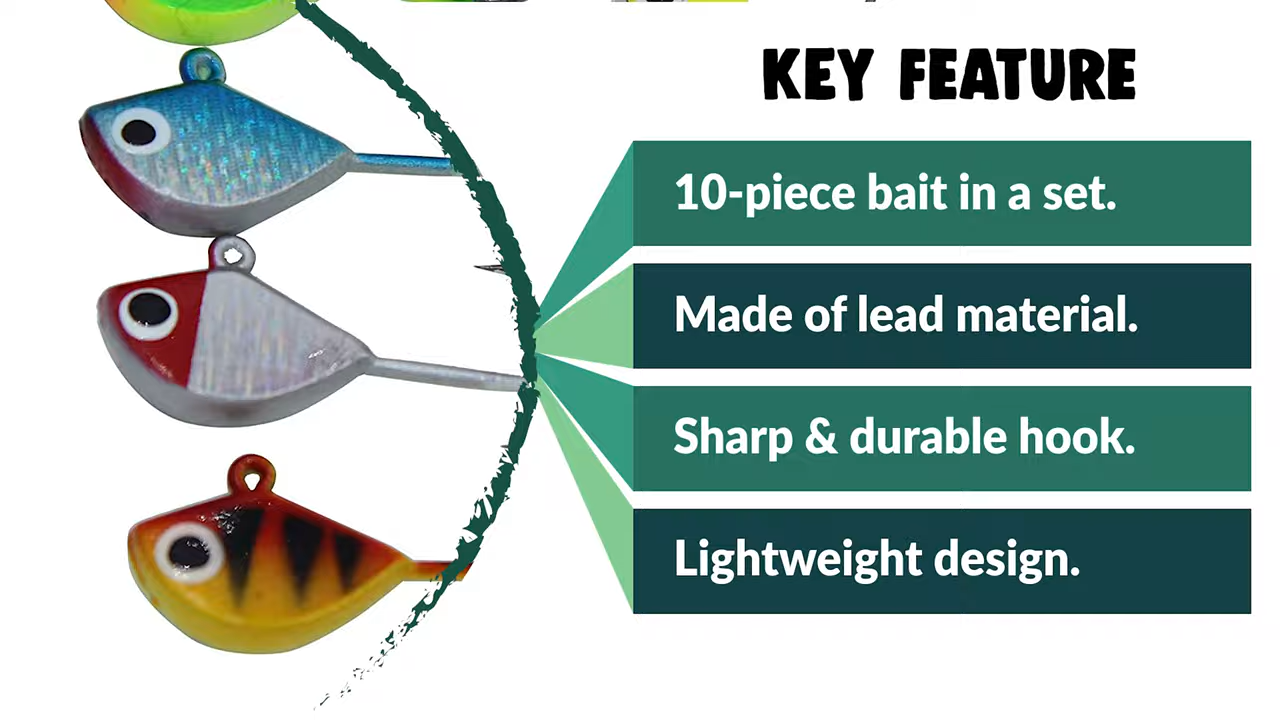 KEY FEATURE
10-piece bait in a set.
Made of lead material.
Sharp & durable hook.
Lightweight design.